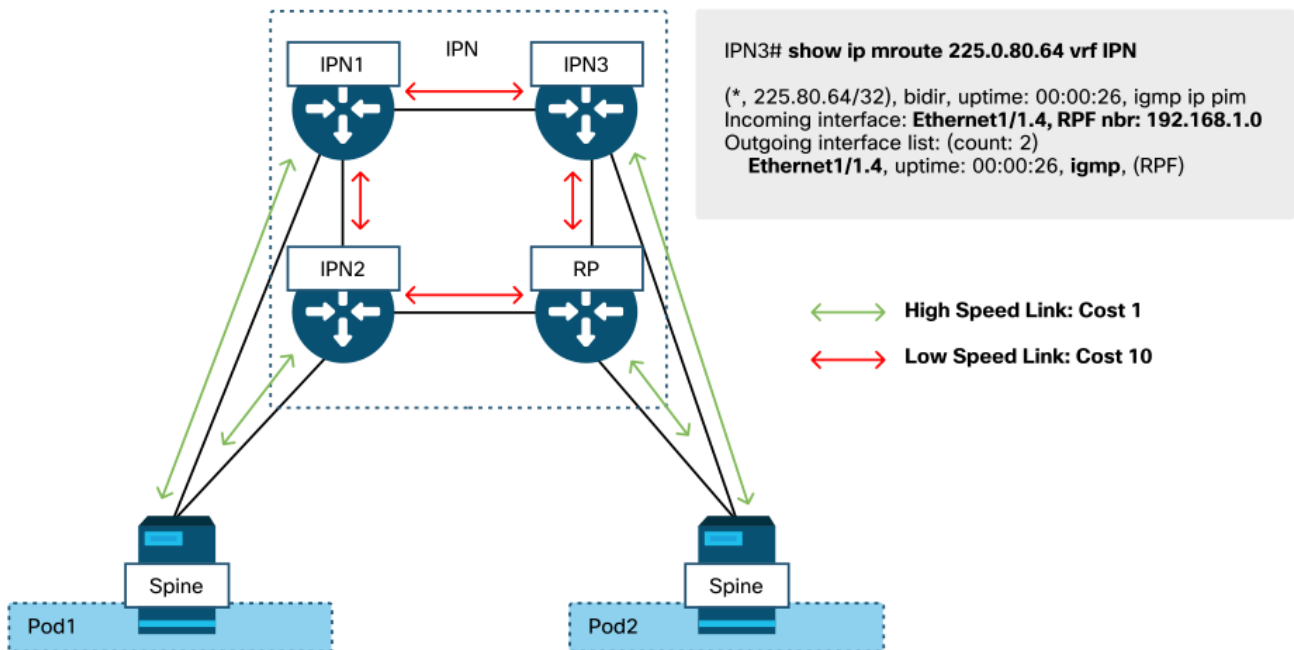 IPN1
IPN
IPN3
IPN3# show ip mroute 225.0.80.64 vrf IPN
(*, 225.80.64/32), bidir, uptime: 00:00:26, igmp ip pim
Incoming interface: Ethernet1/1.4, RPF nbr: 192.168.1.0
Outgoing interface list: (count: 2)
Ethernet1/1.4, uptime: 00:00:26, igmp, (RPF)
IPN2
RP
High Speed Link: Cost 1
Low Speed Link: Cost 10
Spine
Spine
Pod1
Pod2